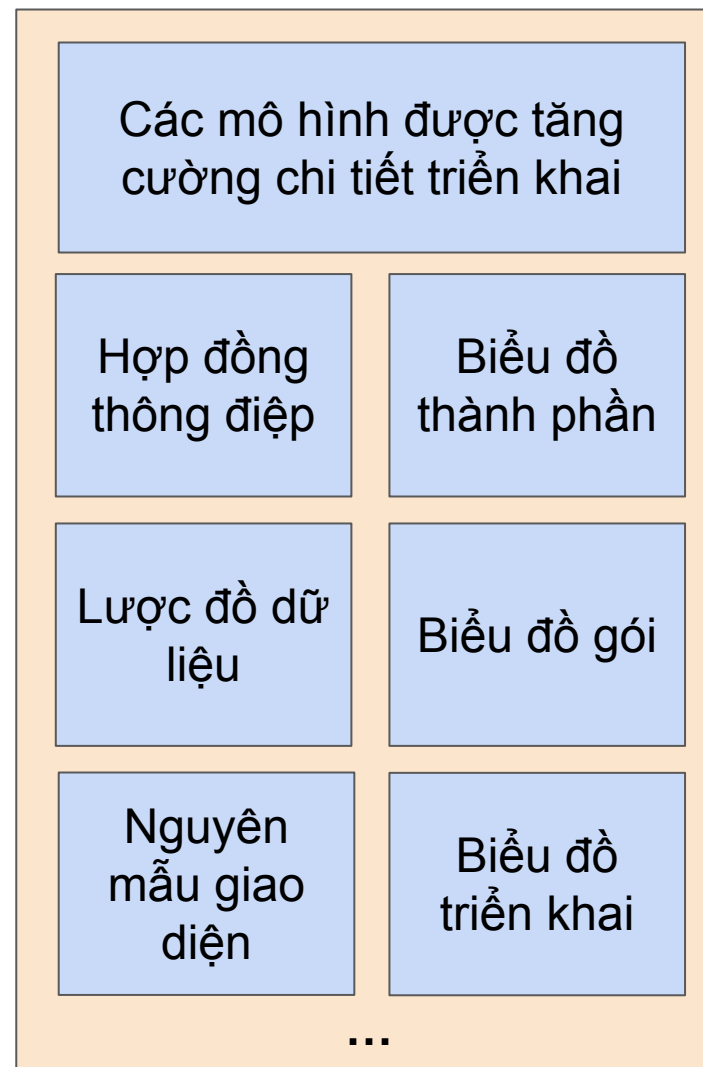 Các mô hình được tăng
cường chi tiết triển khai
Hợp đồng
thông điệp
Biểu đồ
thành phần
Lược đồ dữ
liệu
Biểu đồ gói
Nguyên
mẫu giao
diện
Biểu đồ
triển khai
...